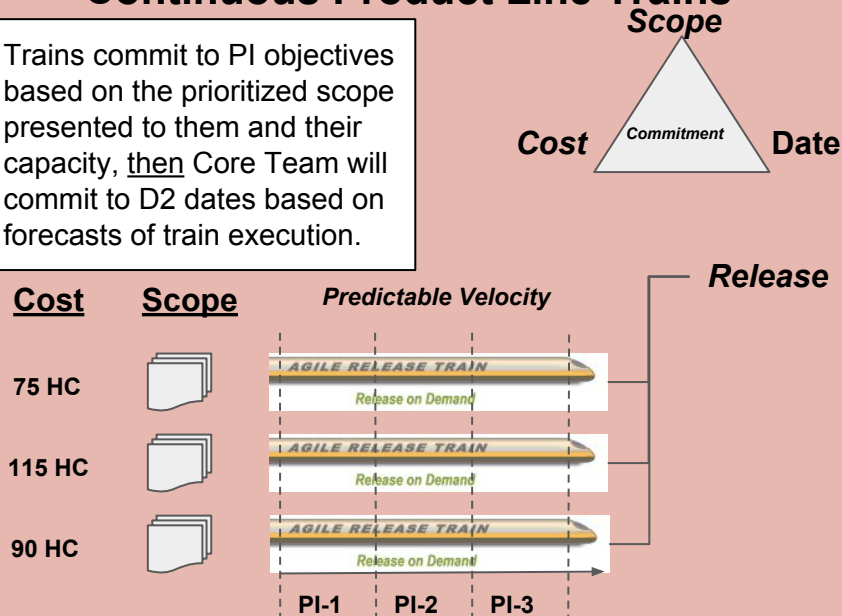 Continuous Product Line Trains
Scope
Trains commit to PI objectives
based on the prioritized scope
presented to them and their
capacity, then Core Team will
commit to D2 dates based on
forecasts of train execution.
Cost
Commitment
Date
Release
Cost
Scope
Predictable Velocity
75 HC
AGILE RELEASE TRAIN
Release on Demand
115 HC
AGILE RELEASE TRAIN
Release on Demand
90 HC
AGILE RELEASE TRAIN
Release on Demand
PI-1
PI-2
PI-3